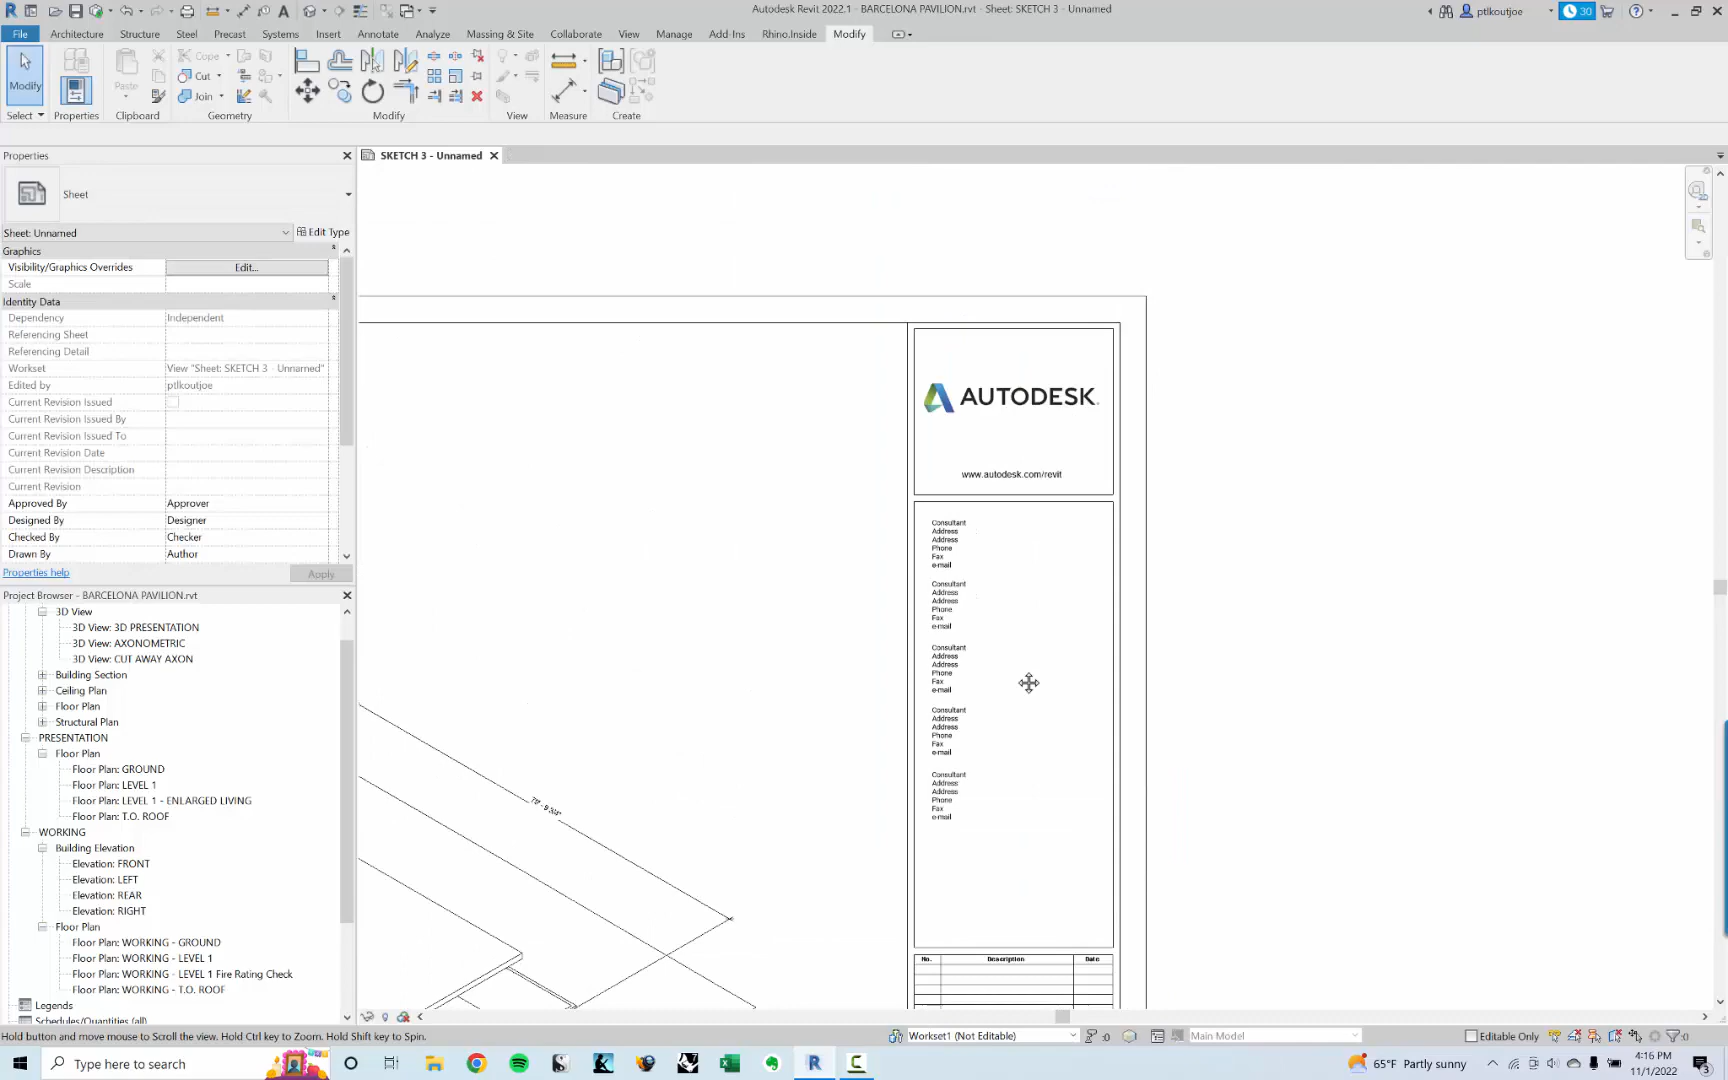 Autodesk Revit 2022.1 - BARCELONA PAVILION.rvt - Sheet: SKETCH 3 - Unnamed
ptlkoutjoe
30
File Architecture Structure Steel Precast Systems Insert Annotate Analyze Massing & Site Collaborate View Manage Add-Ins Rhino.Inside Modify
Modify
Paste
Cope
Cut
Join
Select Properties Clipboard Geometry Modify View Measure Create
Properties
SKETCH 3 - Unnamed
Sheet
Sheet: Unnamed
Edit Type
Graphics
Visibility/Graphics Overrides Edit...
Scale
Identity Data
Dependency Independent
Referencing Sheet
Referencing Detail
Workset View "Sheet: SKETCH 3 - Unnamed"
Edited by ptlkoutjoe
Current Revision Issued
Current Revision Issued By
Current Revision Issued To
Current Revision Date
Current Revision Description
Current Revision
Approved By Approver
Designed By Designer
Checked By Checker
Drawn By Author
Properties help
Apply
Project Browser - BARCELONA PAVILION.rvt
3D View
3D View: 3D PRESENTATION
3D View: AXONOMETRIC
3D View: CUT AWAY AXON
Building Section
Ceiling Plan
Floor Plan
Structural Plan
PRESENTATION
Floor Plan
Floor Plan: GROUND
Floor Plan: LEVEL 1
Floor Plan: LEVEL 1 - ENLARGED LIVING
Floor Plan: T.O. ROOF
WORKING
Building Elevation
Elevation: FRONT
Elevation: LEFT
Elevation: REAR
Elevation: RIGHT
Floor Plan
Floor Plan: WORKING - GROUND
Floor Plan: WORKING - LEVEL 1
Floor Plan: WORKING - LEVEL 1 Fire Rating Check
Floor Plan: WORKING - T.O. ROOF
Legends
Schedules/Quantities (all)
AUTODESK.
www.autodesk.com/revit
Consultant
Address
Address
Phone
Fax
e-mail
Consultant
Address
Address
Phone
Fax
e-mail
Consultant
Address
Address
Phone
Fax
e-mail
Consultant
Address
Address
Phone
Fax
e-mail
Consultant
Address
Address
Phone
Fax
e-mail
No. Description Date
Hold button and move mouse to Scroll the view. Hold Ctrl key to Zoom. Hold Shift key to Spin.
Workset1 (Not Editable)
:0
Main Model
Editable Only
:0
Type here to search
65°F Partly sunny
4:16 PM
11/1/2022
3